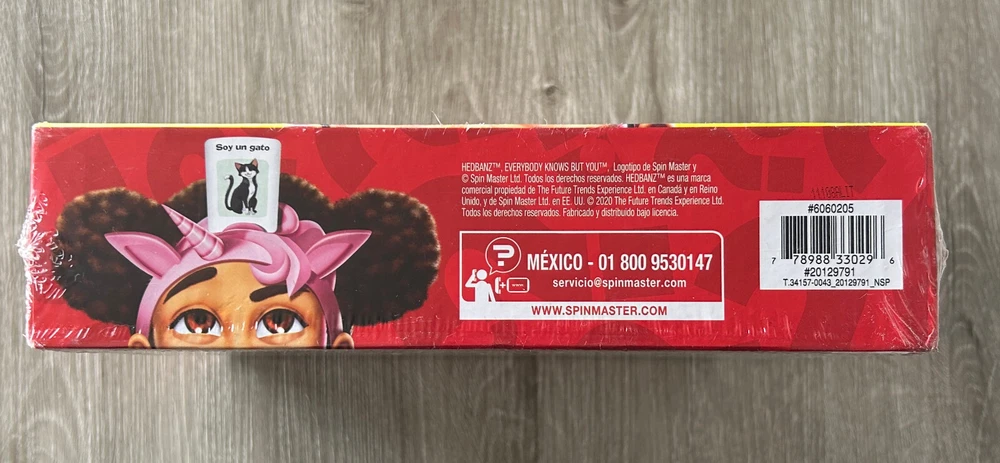 Soy un gato
HEDBANZ™, EVERYBODY KNOWS BUT YOU™, Logotipo de Spin Master y
© Spin Master Ltd. Todos los derechos reservados. HEDBANZ™ es una marca
comercial propiedad de The Future Trends Experience Ltd. en Canadá y en Reino
Unido, y de Spin Master Ltd. en EE. UU. © 2020 The Future Trends Experience Ltd.
Todos los derechos reservados. Fabricado y distribuido bajo licencia.
?
MÉXICO - 01 800 9530147
servicio@spinmaster.com
WWW.SPINMASTER.COM
#6060205
7 78988 33029 6
#20129791
T.34157-0043_20129791_NSP